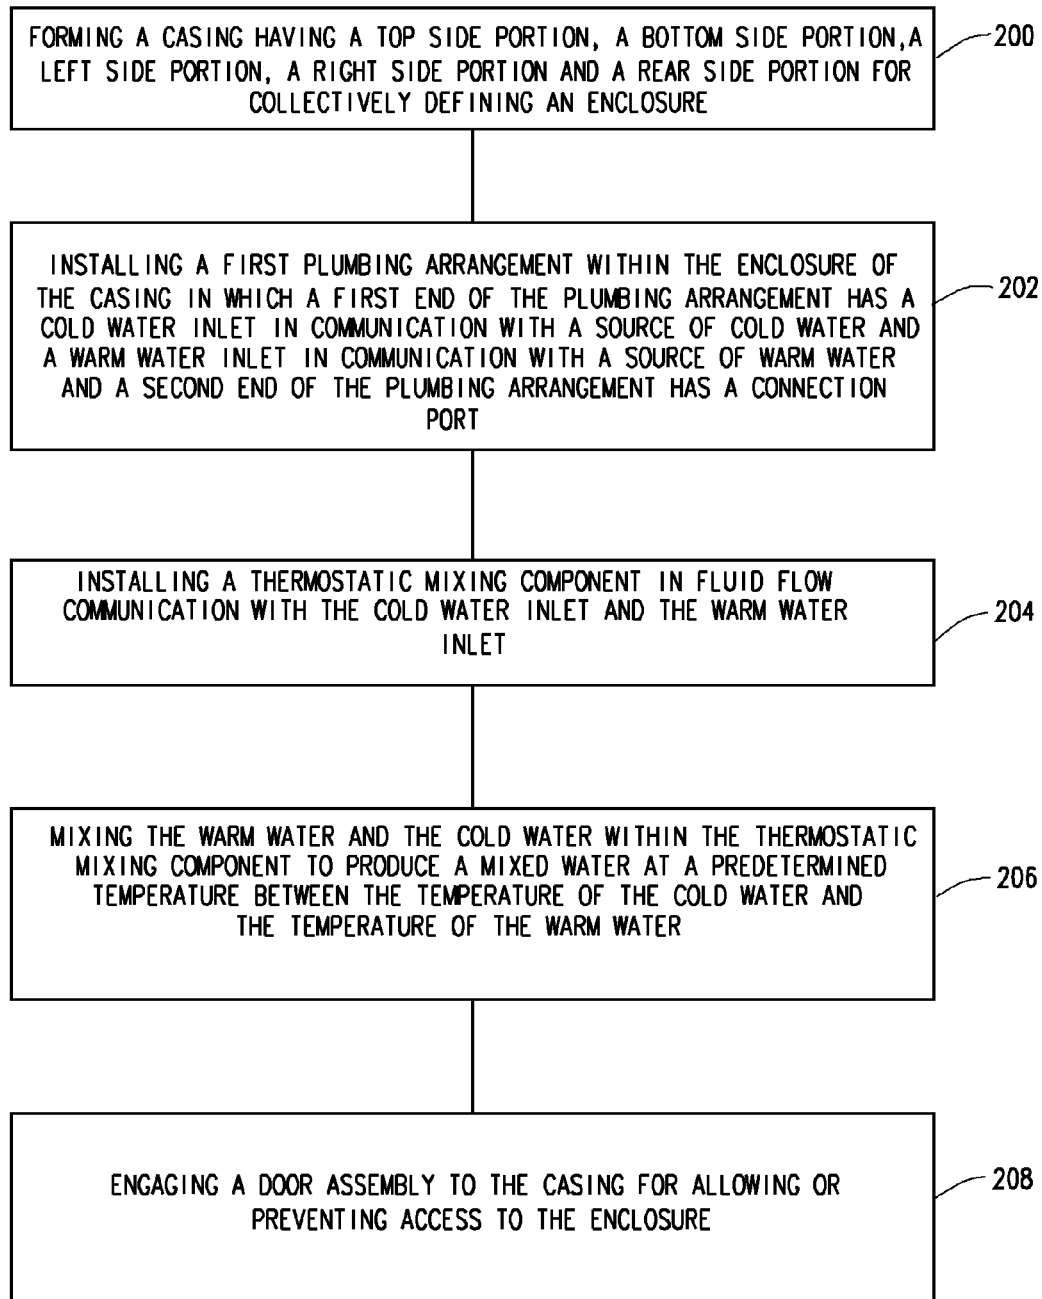 FORMING A CASING HAVING A TOP SIDE PORTION, A BOTTOM SIDE PORTION,A
LEFT SIDE PORTION, A RIGHT SIDE PORTION AND A REAR SIDE PORTION FOR
COLLECTIVELY DEFINING AN ENCLOSURE
200
INSTALLING A FIRST PLUMBING ARRANGEMENT WITHIN THE ENCLOSURE OF
THE CASING IN WHICH A FIRST END OF THE PLUMBING ARRANGEMENT HAS A
COLD WATER INLET IN COMMUNICATION WITH A SOURCE OF COLD WATER AND
A WARM WATER INLET IN COMMUNICATION WITH A SOURCE OF WARM WATER
AND A SECOND END OF THE PLUMBING ARRANGEMENT HAS A CONNECTION
PORT
202
INSTALLING A THERMOSTATIC MIXING COMPONENT IN FLUID FLOW
COMMUNICATION WITH THE COLD WATER INLET AND THE WARM WATER
INLET
204
MIXING THE WARM WATER AND THE COLD WATER WITHIN THE THERMOSTATIC
MIXING COMPONENT TO PRODUCE A MIXED WATER AT A PREDETERMINED
TEMPERATURE BETWEEN THE TEMPERATURE OF THE COLD WATER AND
THE TEMPERATURE OF THE WARM WATER
206
ENGAGING A DOOR ASSEMBLY TO THE CASING FOR ALLOWING OR
PREVENTING ACCESS TO THE ENCLOSURE
208